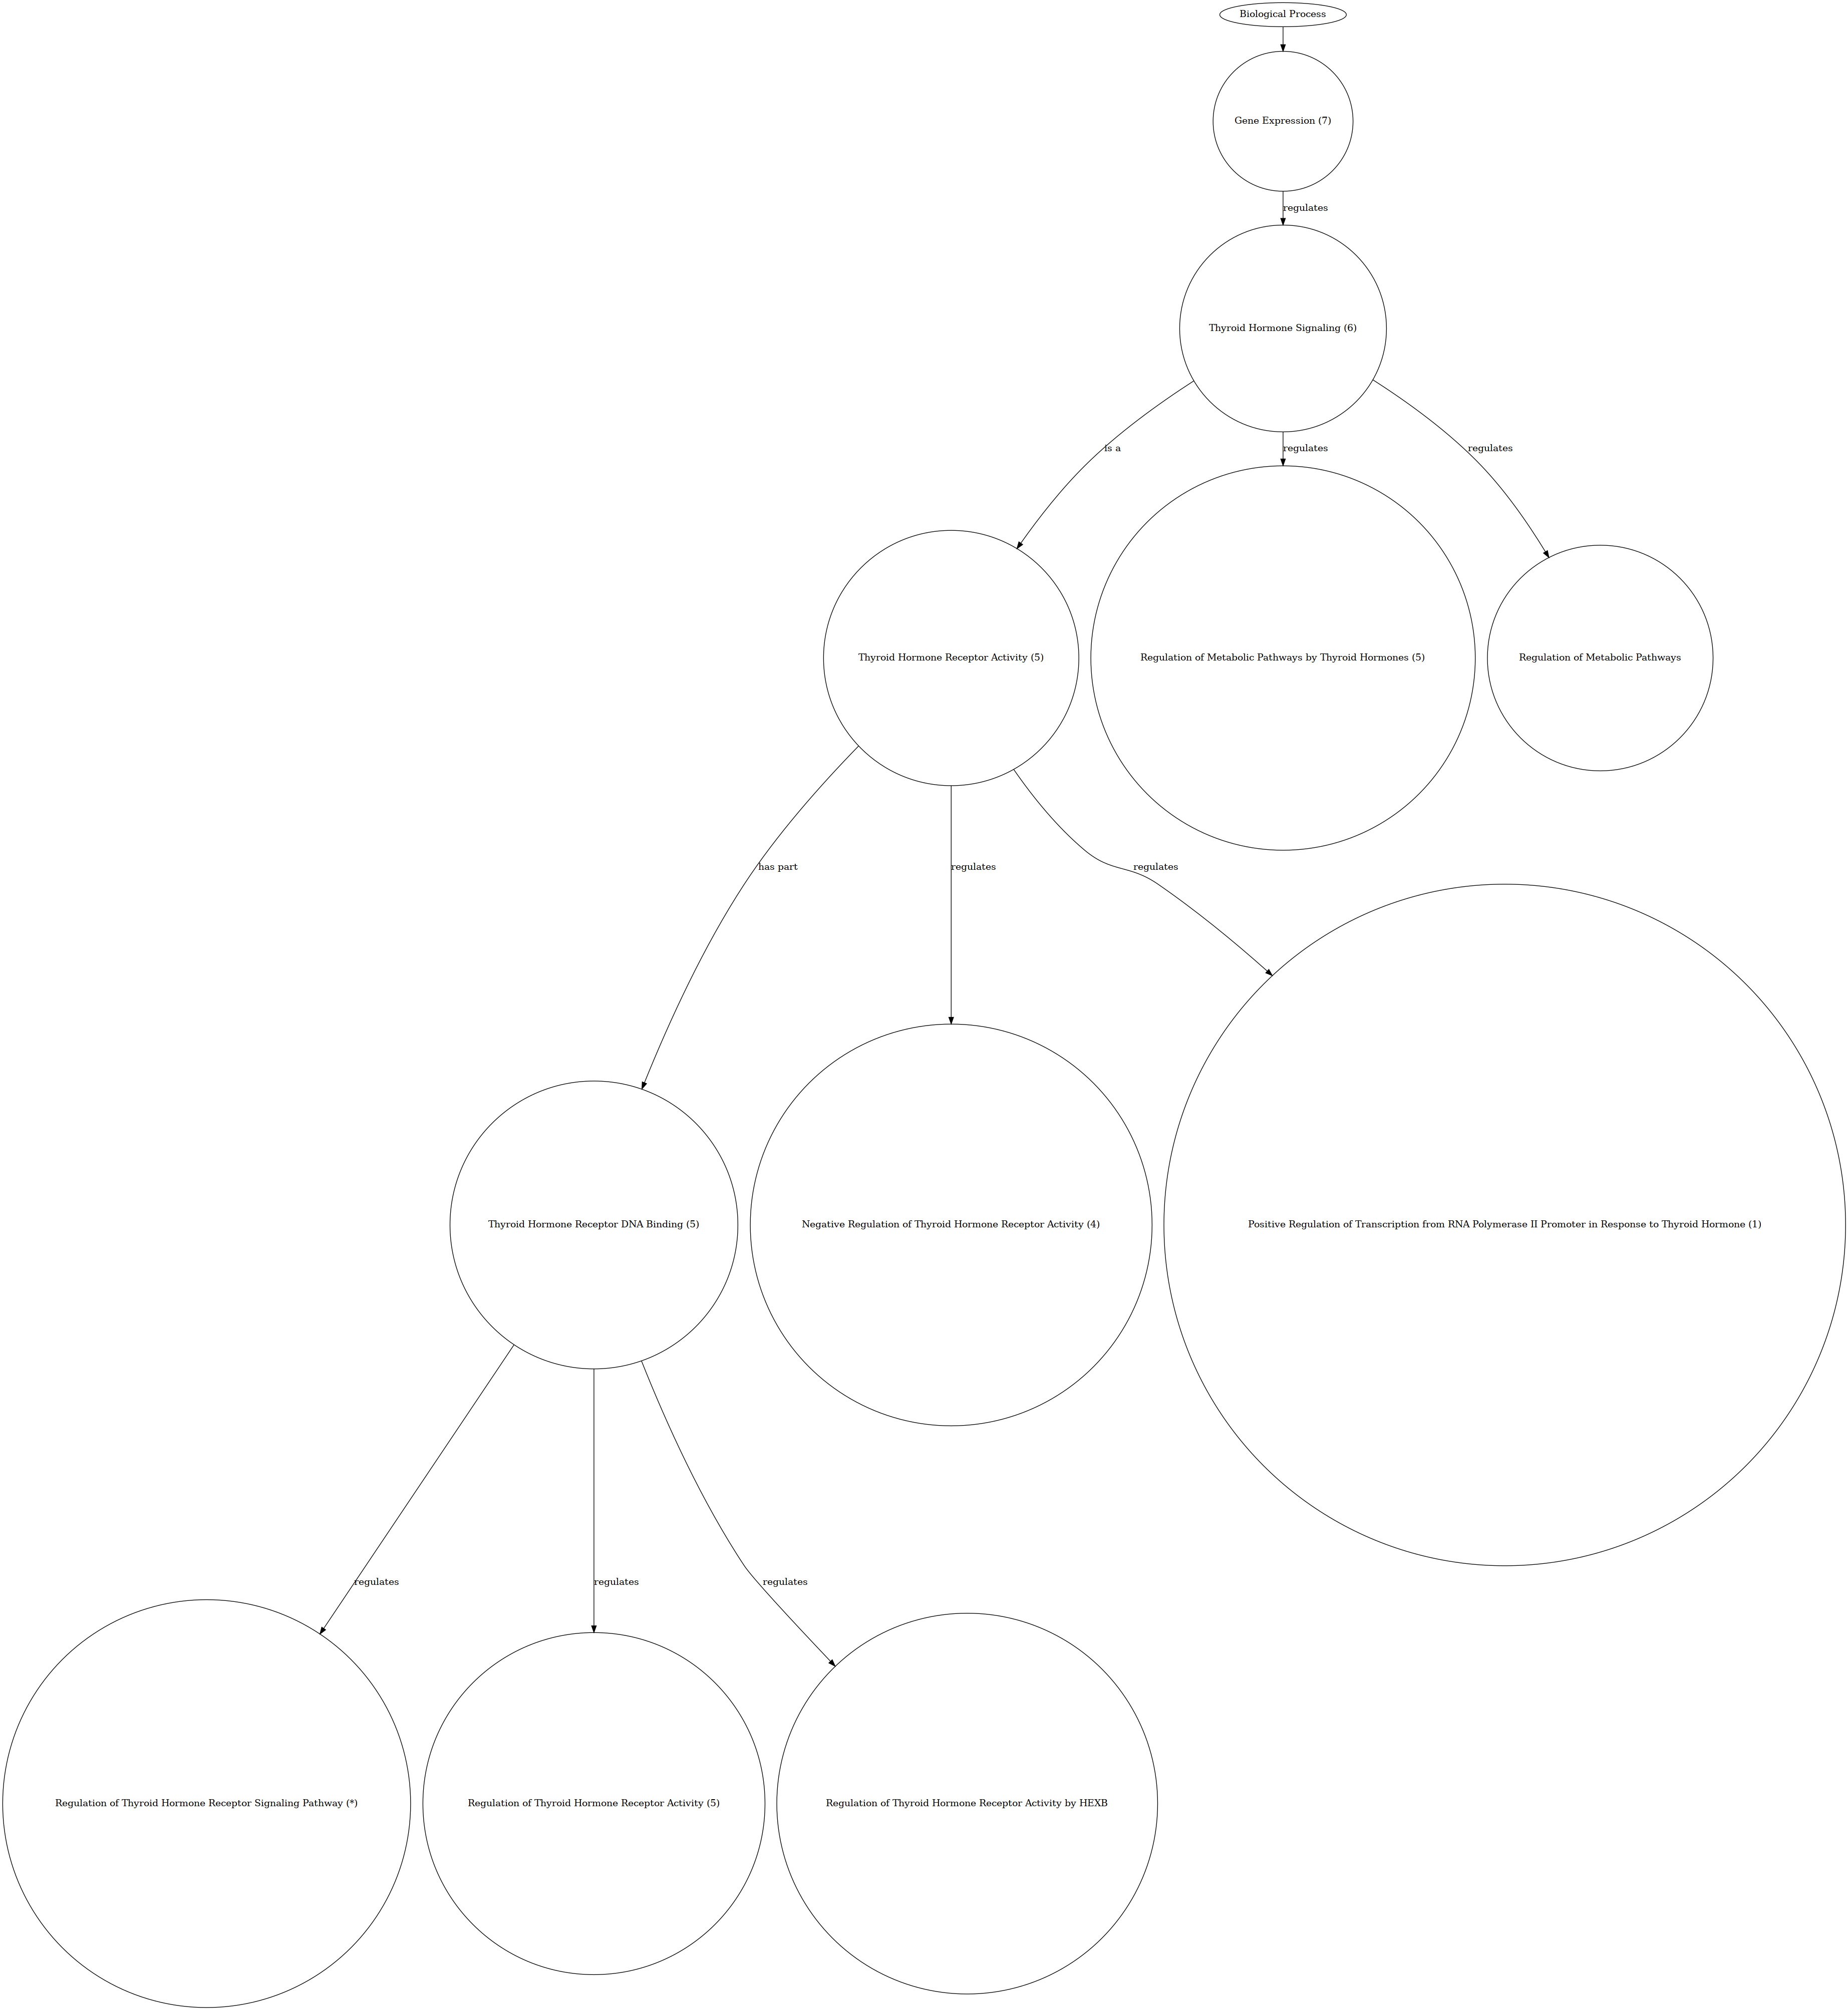 Biological Process
Gene Expression (7)
regulates
Thyroid Hormone Signaling (6)
is a
regulates
regulates
Thyroid Hormone Receptor Activity (5)
Regulation of Metabolic Pathways by Thyroid Hormones (5)
Regulation of Metabolic Pathways
has part
regulates
regulates
Thyroid Hormone Receptor DNA Binding (5)
Negative Regulation of Thyroid Hormone Receptor Activity (4)
Positive Regulation of Transcription from RNA Polymerase II Promoter in Response to Thyroid Hormone (1)
regulates
regulates
regulates
Regulation of Thyroid Hormone Receptor Signaling Pathway (*)
Regulation of Thyroid Hormone Receptor Activity (5)
Regulation of Thyroid Hormone Receptor Activity by HEXB